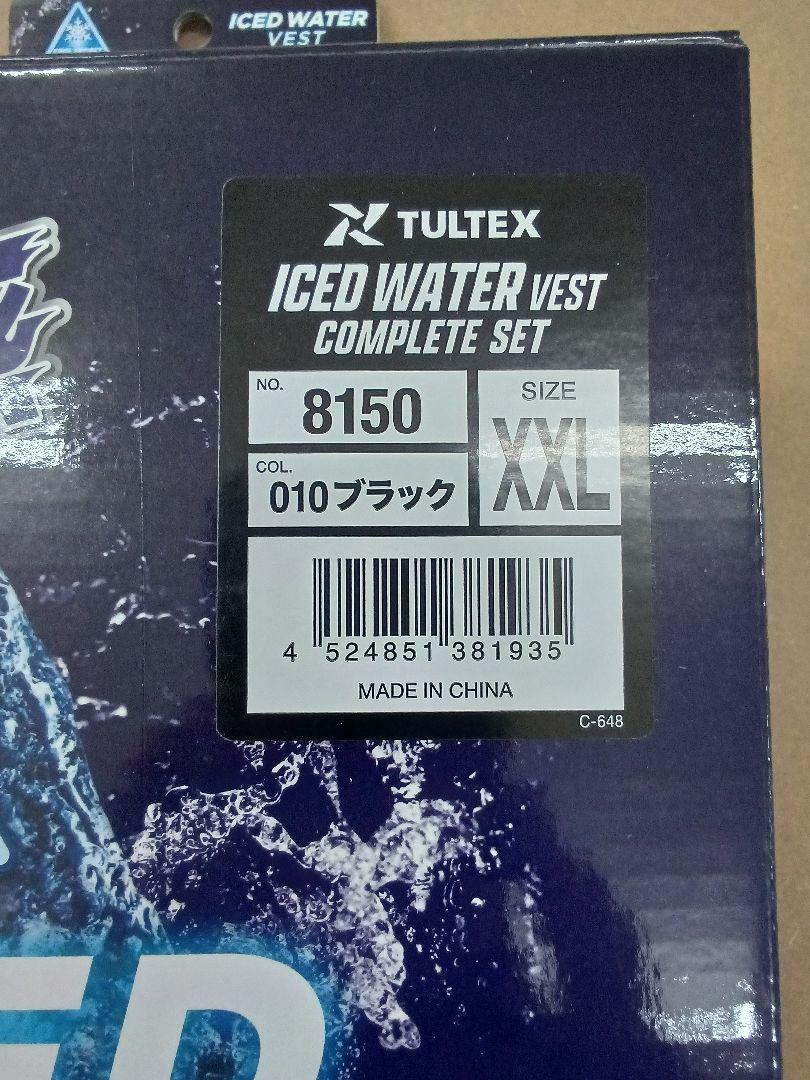 ICED WATER
VEST
TULTEX
ICED WATER VEST
COMPLETE SET
NO.
8150
SIZE
XXL
COL.
010ブラック
4 524851 381935
MADE IN CHINA
C-648